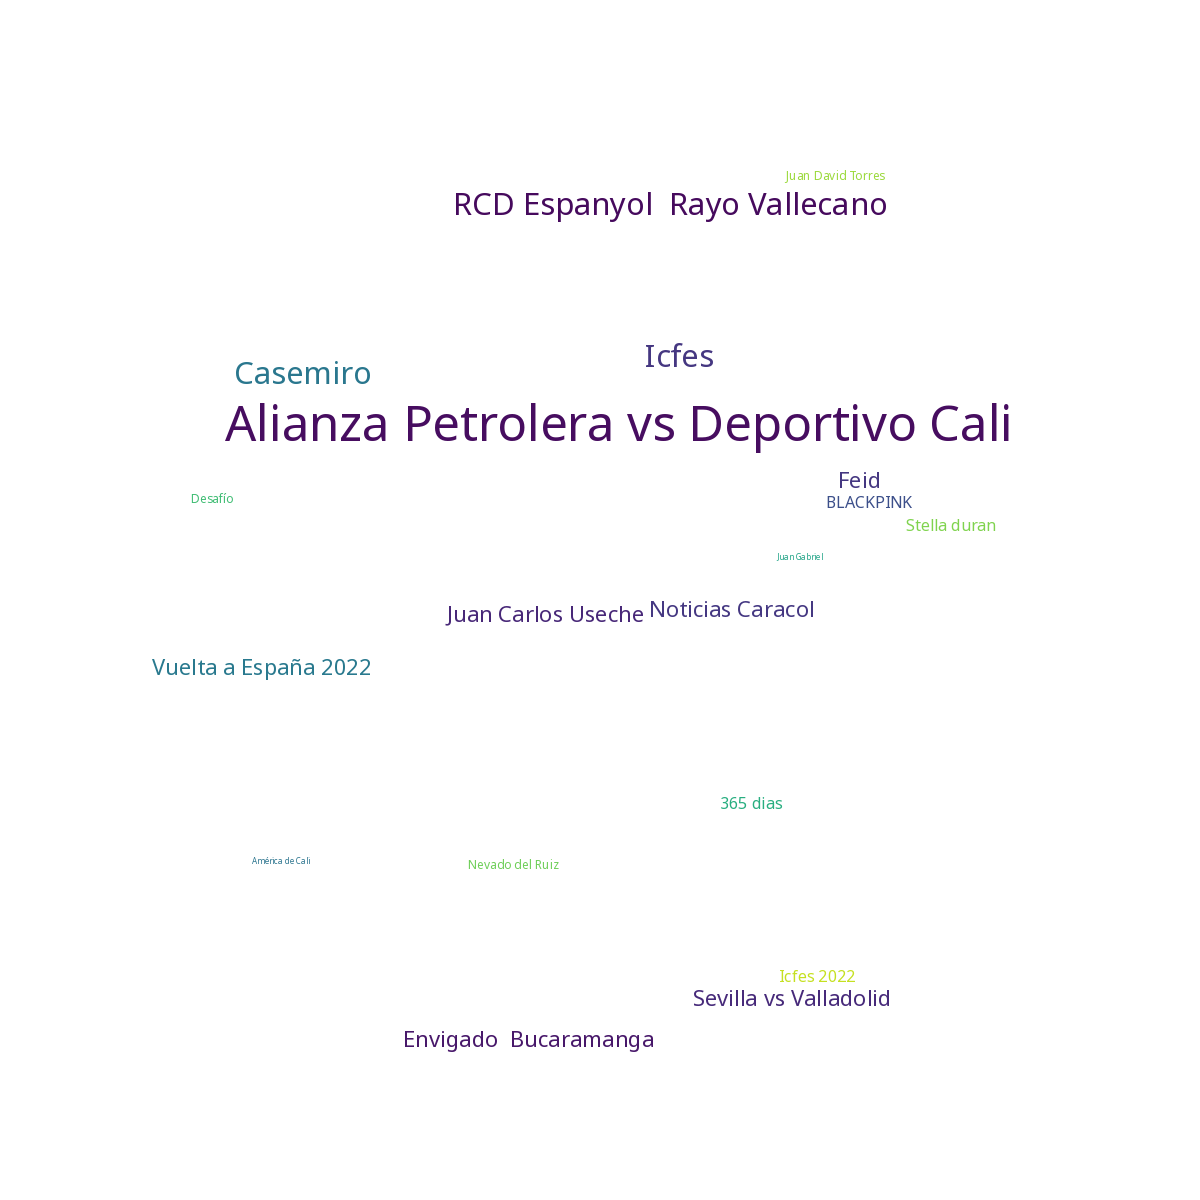 Juan David Torres
RCD Espanyol  Rayo Vallecano
Icfes
Casemiro
Alianza Petrolera vs Deportivo Cali
Feid
Desafío
BLACKPINK
Stella duran
Juan Gabriel
Juan Carlos Useche
Noticias Caracol
Vuelta a España 2022
365 dias
América de Cali
Nevado del Ruiz
Icfes 2022
Sevilla vs Valladolid
Envigado  Bucaramanga